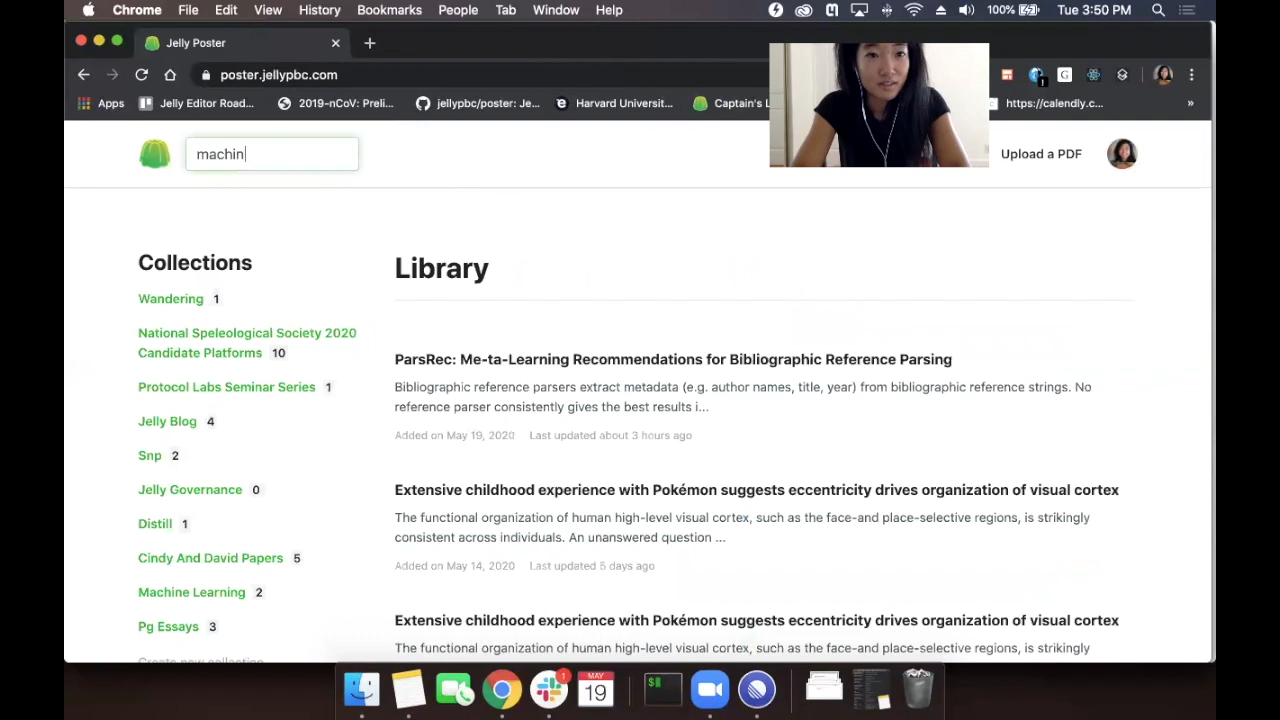 Chrome File Edit View History Bookmarks People Tab Window Help 100% Tue 3:50 PM
Jelly Poster
poster.jellypbc.com
Apps Jelly Editor Road... 2019-nCoV: Preli... jellypbc/poster: Je... Harvard Universit... Captain's L https://calendly.c... »
machin
Upload a PDF
Collections
Library
Wandering 1
National Speleological Society 2020
Candidate Platforms 10
Protocol Labs Seminar Series 1
Jelly Blog 4
Snp 2
Jelly Governance 0
Distill 1
Cindy And David Papers 5
Machine Learning 2
Pg Essays 3
Create new collection
ParsRec: Me-ta-Learning Recommendations for Bibliographic Reference Parsing
Bibliographic reference parsers extract metadata (e.g. author names, title, year) from bibliographic reference strings. No
reference parser consistently gives the best results i...
Added on May 19, 2020 Last updated about 3 hours ago
Extensive childhood experience with Pokémon suggests eccentricity drives organization of visual cortex
The functional organization of human high-level visual cortex, such as the face-and place-selective regions, is strikingly
consistent across individuals. An unanswered question ...
Added on May 14, 2020 Last updated 5 days ago
Extensive childhood experience with Pokémon suggests eccentricity drives organization of visual cortex
The functional organization of human high-level visual cortex, such as the face-and place-selective regions, is strikingly
1
MAY
19
$